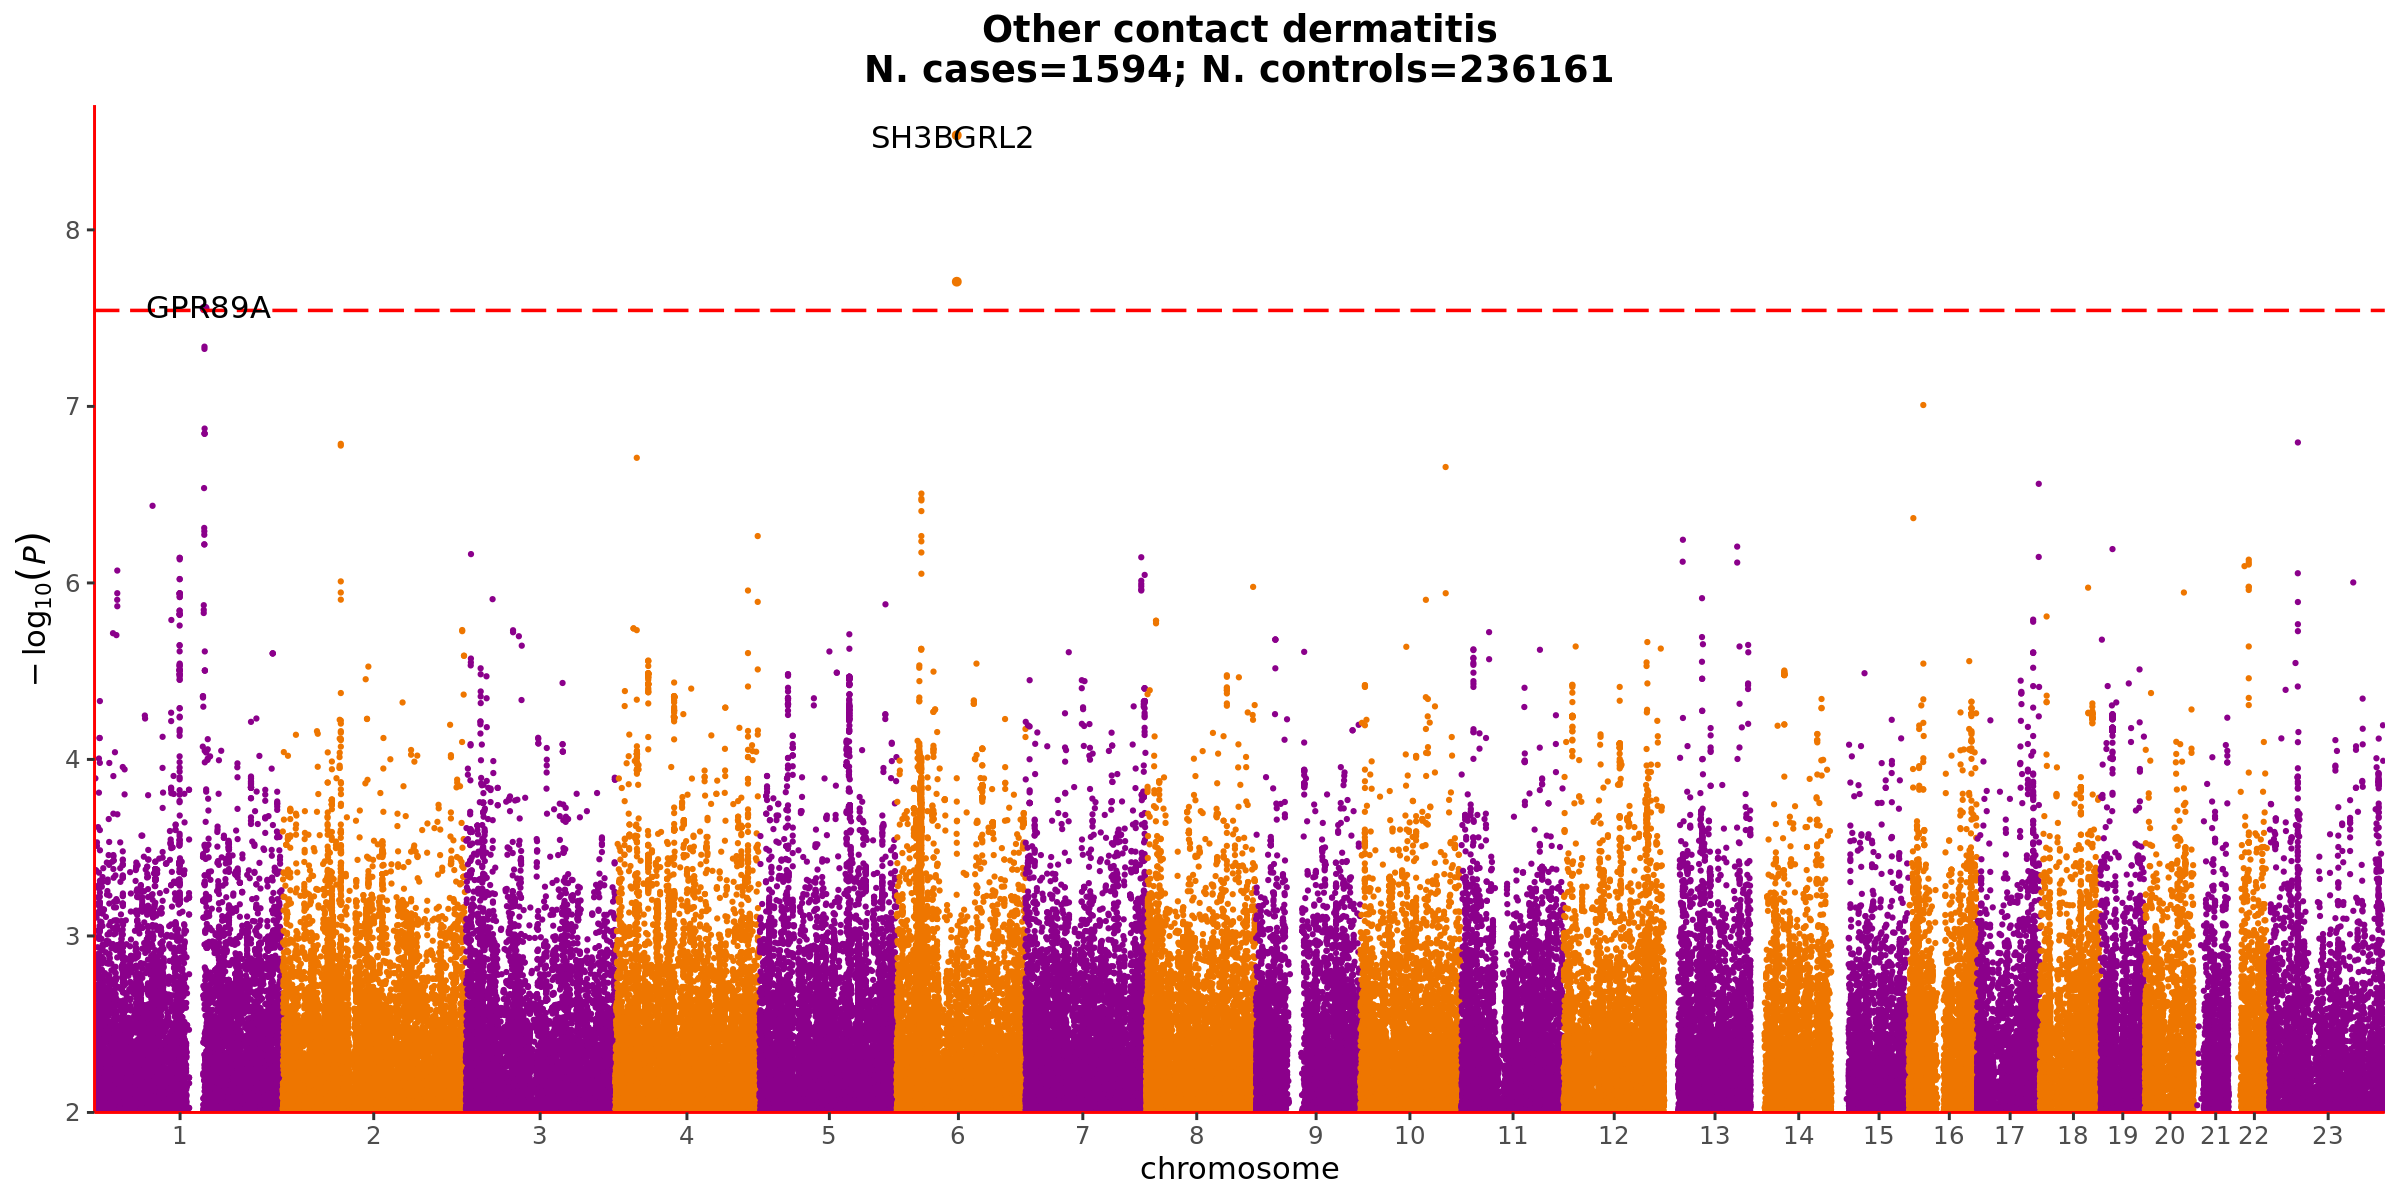 Other contact dermatitis
N. cases=1594; N. controls=236161
SH3BGRL2
8
GPR89A
7
6
−log₁₀(P)
4
3
2
1 2 3 4 5 6 7 8 9 10 11 12 13 14 15 16 17 18 19 20 21 22 23
chromosome